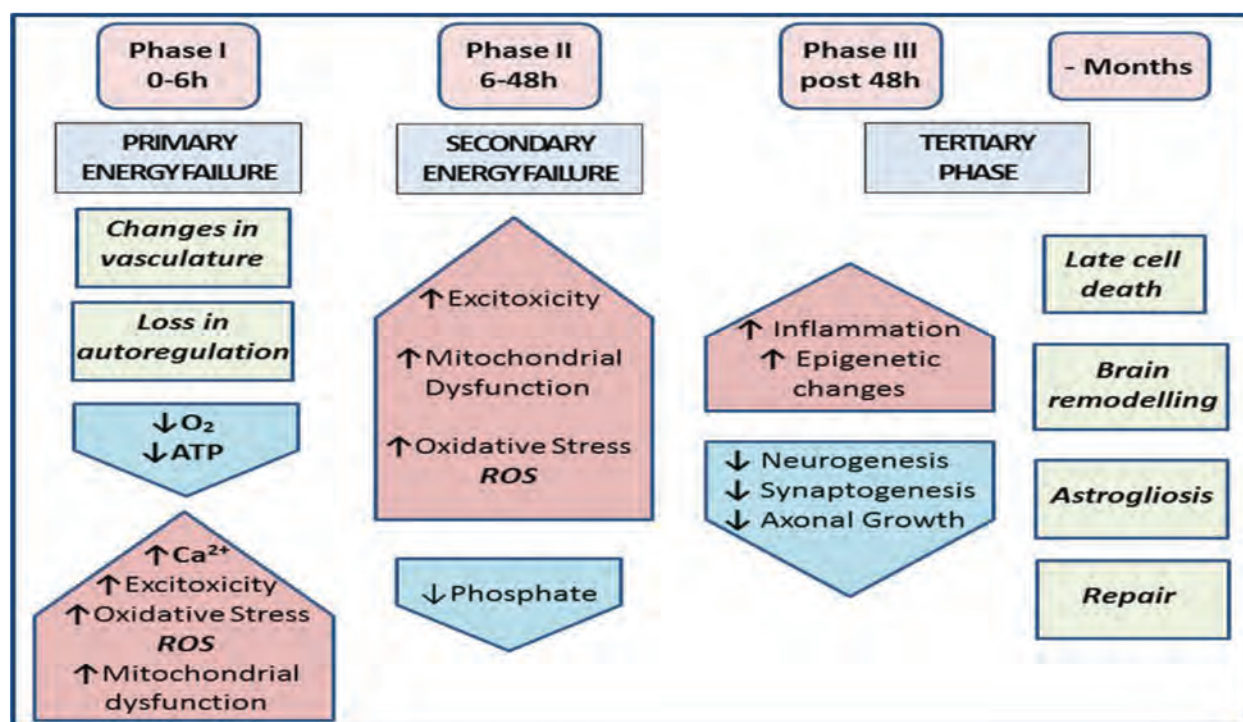 Phase I
0-6h
PRIMARY
ENERGY FAILURE
Changes in
vasculature
Loss in
autoregulation
↓O₂
↓ATP
↑Ca²⁺
↑Excitoxicity
↑Oxidative Stress
ROS
↑Mitochondrial
dysfunction
Phase II
6-48h
SECONDARY
ENERGY FAILURE
↑Excitoxicity
↑Mitochondrial
Dysfunction
↑Oxidative Stress
ROS
↓Phosphate
Phase III
post 48h
- Months
TERTIARY
PHASE
↑ Inflammation
↑ Epigenetic
changes
↓ Neurogenesis
↓ Synaptogenesis
↓ Axonal Growth
Late cell
death
Brain
remodelling
Astrogliosis
Repair